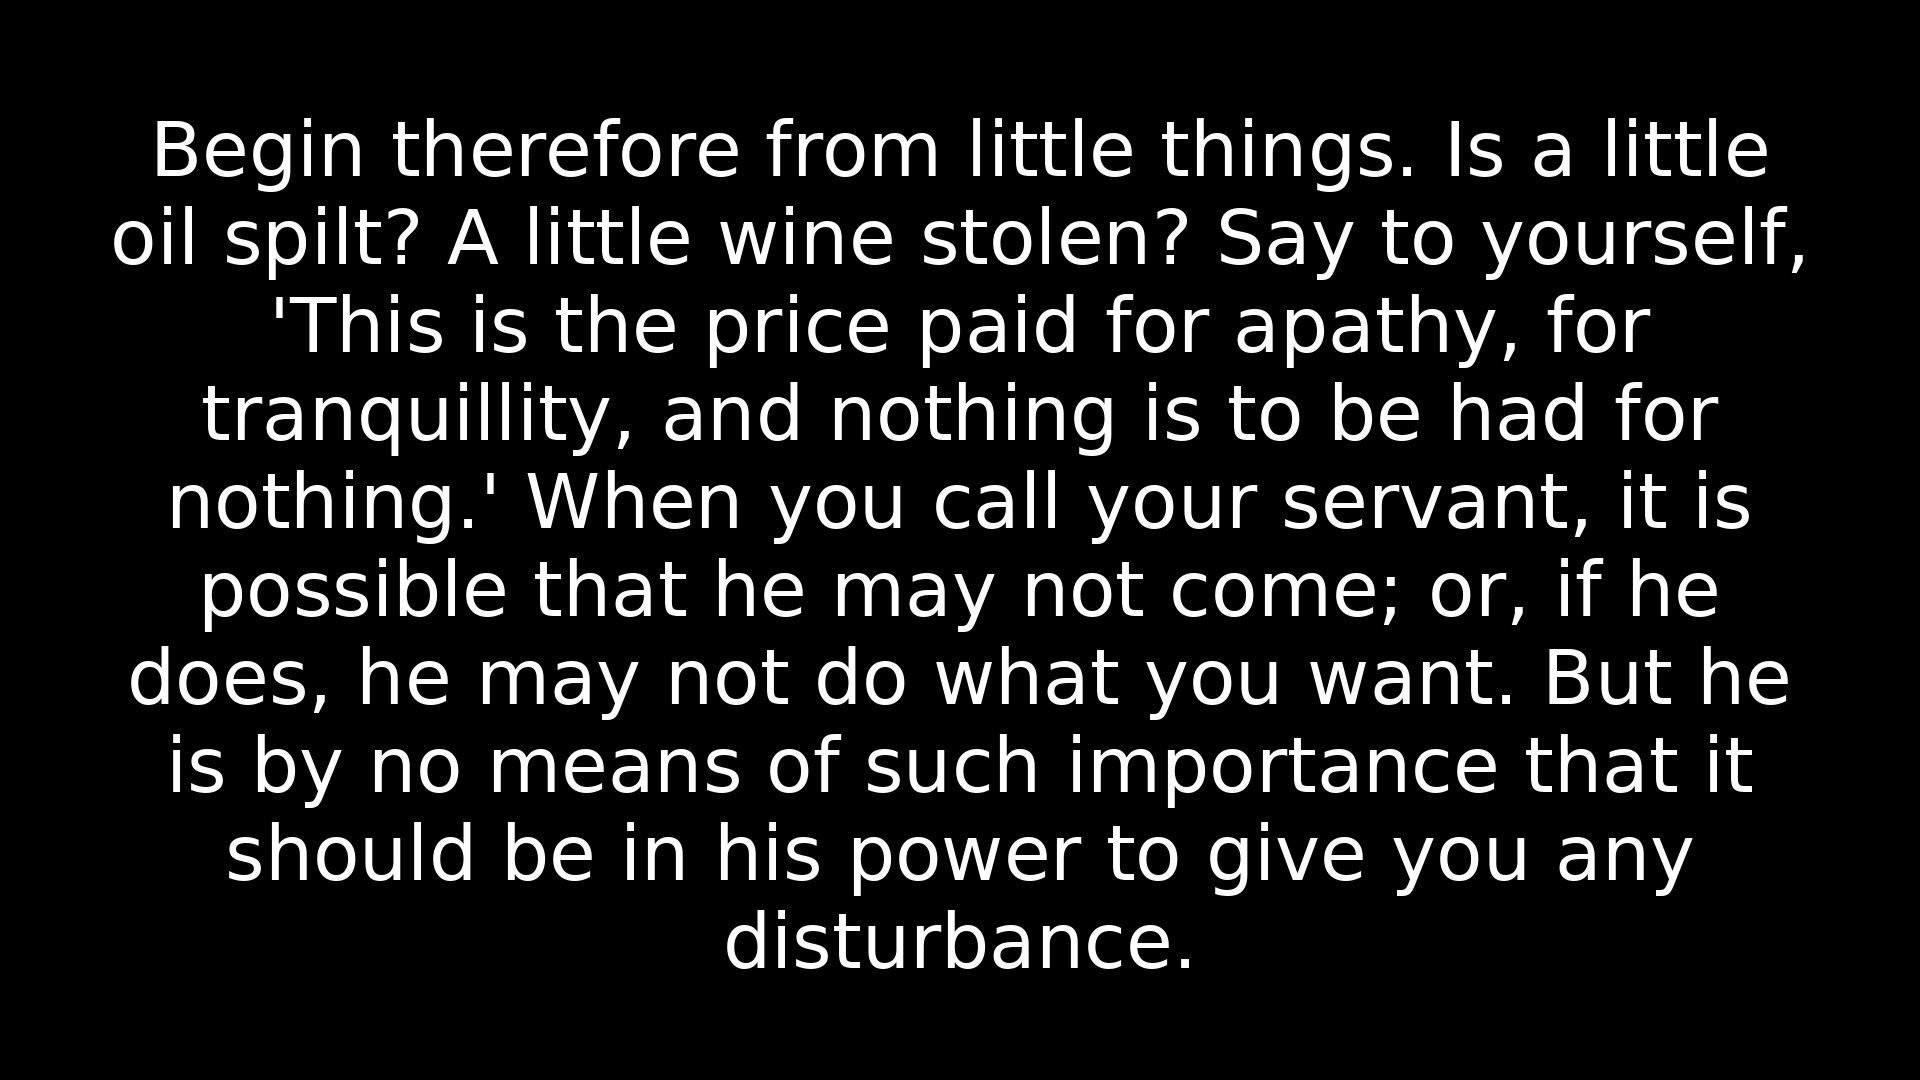 Begin therefore from little things. Is a little
oil spilt? A little wine stolen? Say to yourself,
'This is the price paid for apathy, for
tranquillity, and nothing is to be had for
nothing.' When you call your servant, it is
possible that he may not come; or, if he
does, he may not do what you want. But he
is by no means of such importance that it
should be in his power to give you any
disturbance.